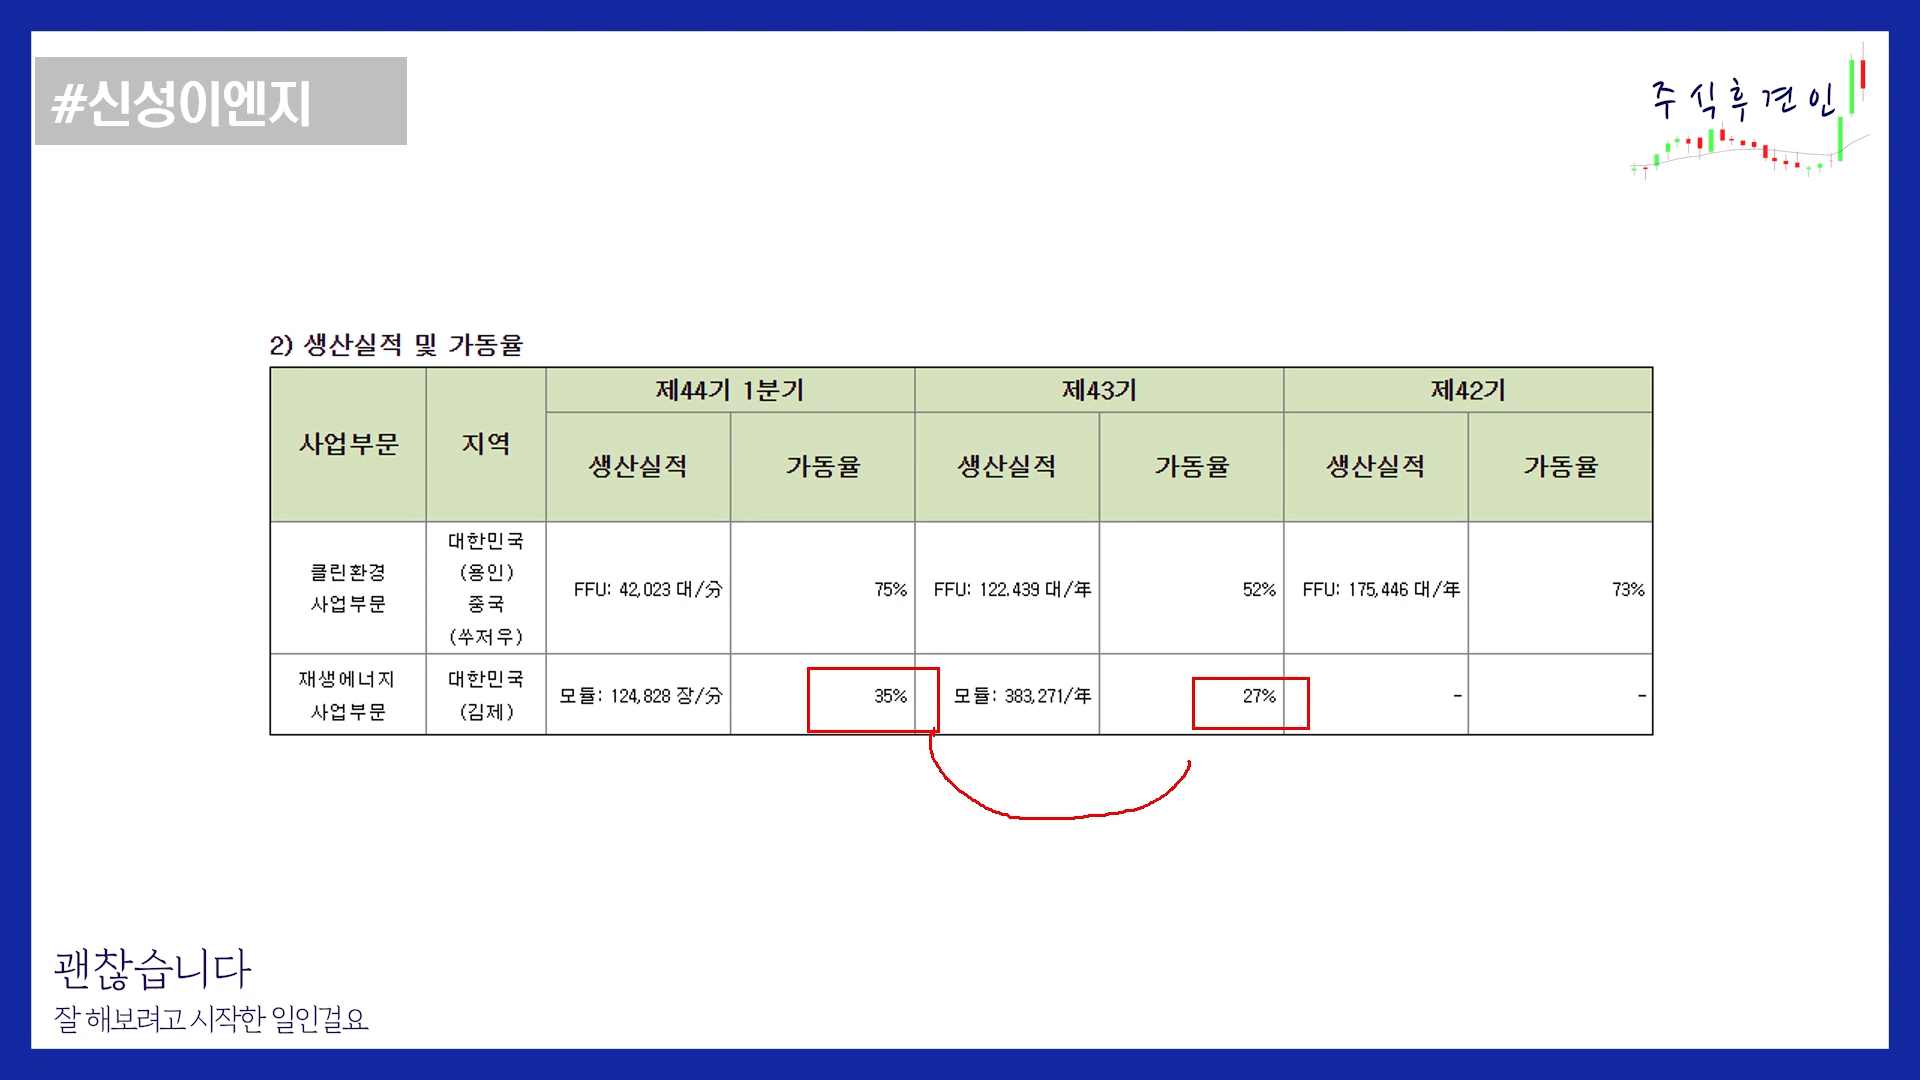 #신성이엔지
주식후견인
2) 생산실적 및 가동율
사업부문 지역 제44기 1분기 제43기 제42기
생산실적 가동율 생산실적 가동율 생산실적 가동율
클린환경
사업부문
대한민국
(용인)
중국
(쑤저우)
FFU: 42,023 대/分 75% FFU: 122.439 대/年 52% FFU: 175,446 대/年 73%
재생에너지
사업부문
대한민국
(김제)
모듈: 124,828 장/分 35% 모듈: 383,271/年 27% - -
괜찮습니다
잘 해보려고 시작한 일인걸요